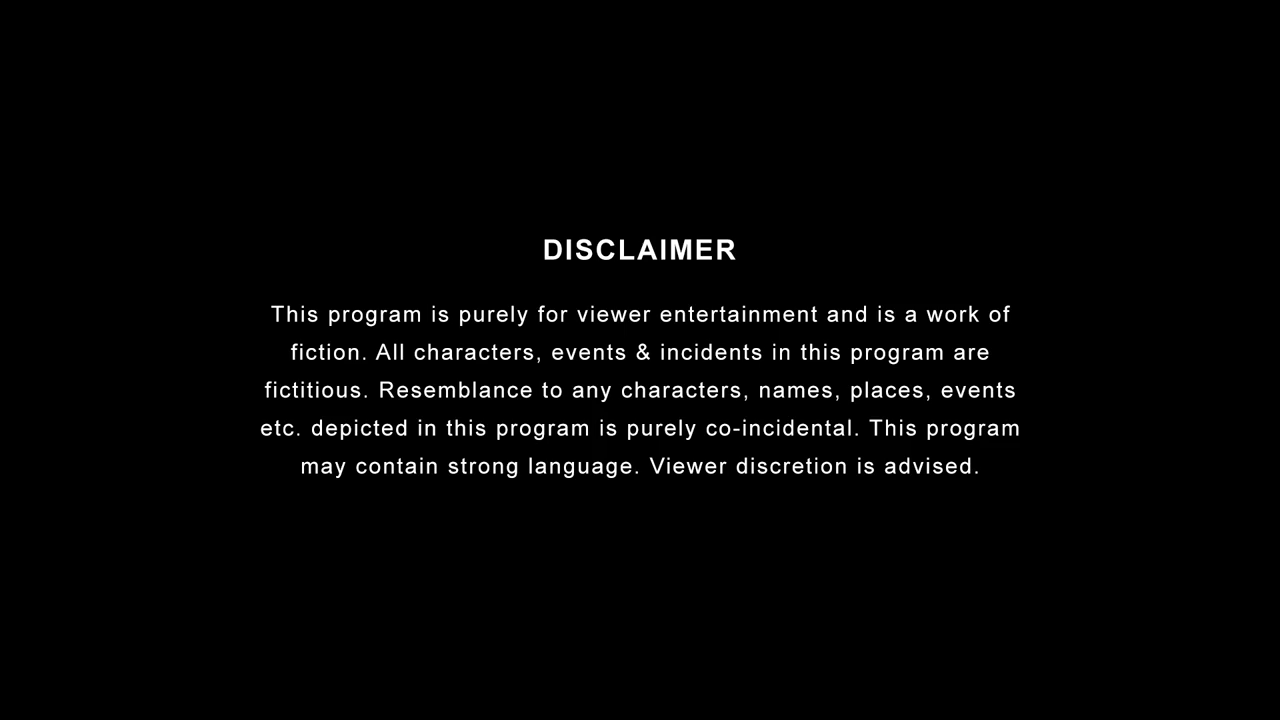 DISCLAIMER
This program is purely for viewer entertainment and is a work of
fiction. All characters, events & incidents in this program are
fictitious. Resemblance to any characters, names, places, events
etc. depicted in this program is purely co-incidental. This program
may contain strong language. Viewer discretion is advised.